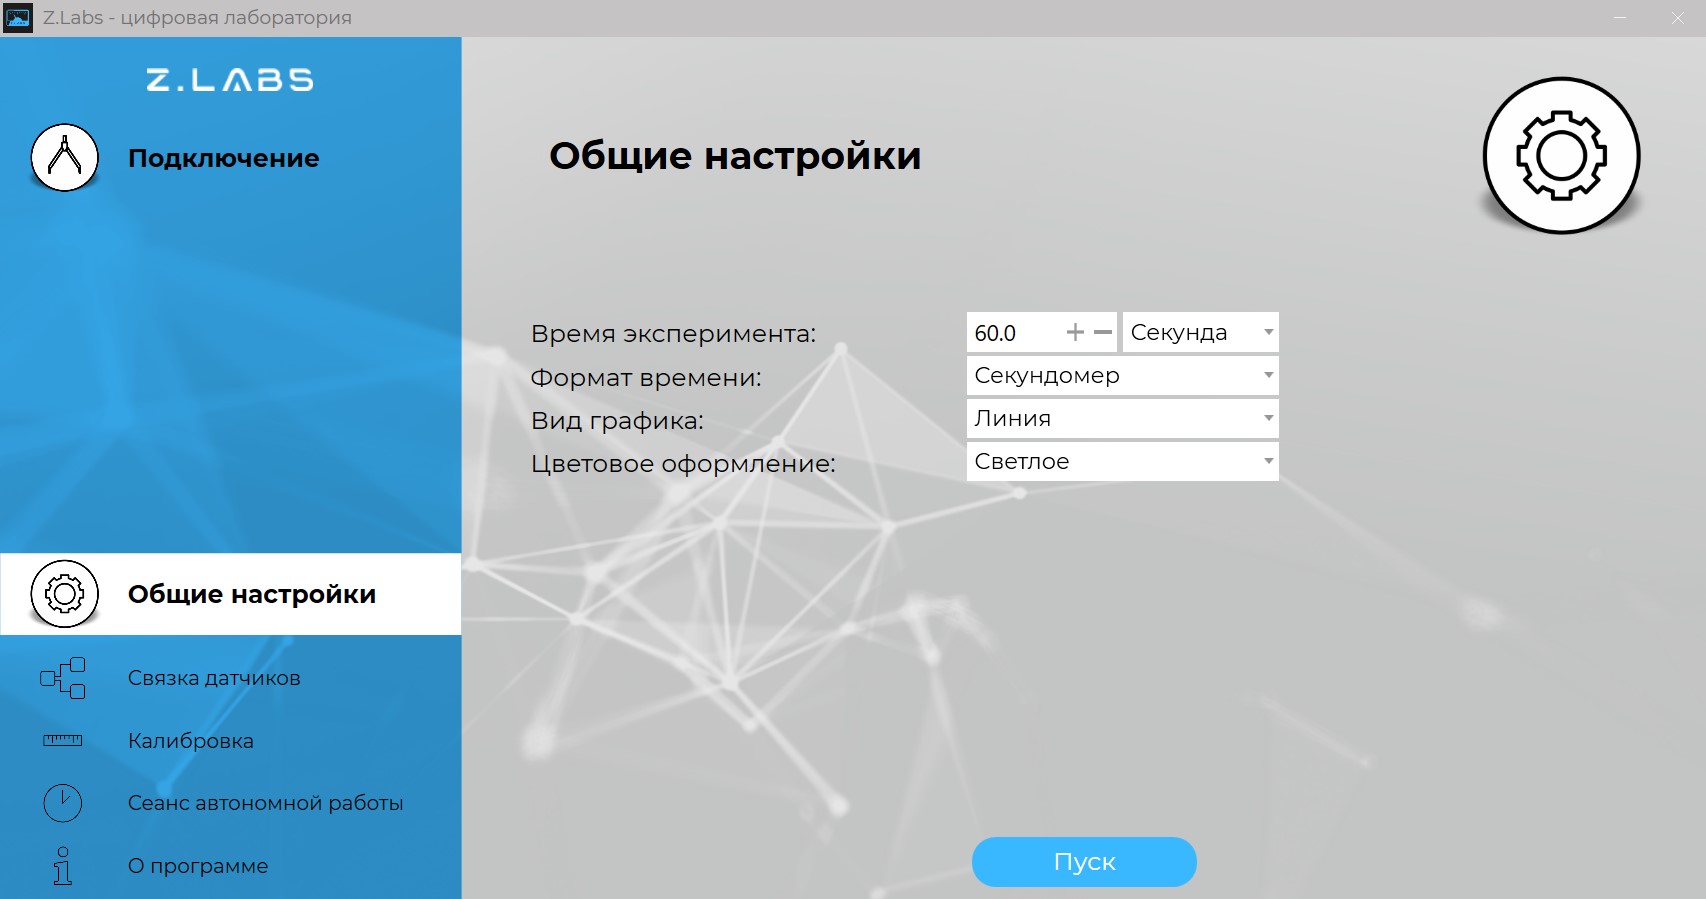 Z.Labs - цифровая лаборатория
Z.LABS
Подключение
Общие настройки
Связка датчиков
Калибровка
Сеанс автономной работы
О программе
Общие настройки
Время эксперимента: 60.0 Секунда
Формат времени: Секундомер
Вид графика: Линия
Цветовое оформление: Светлое
Пуск